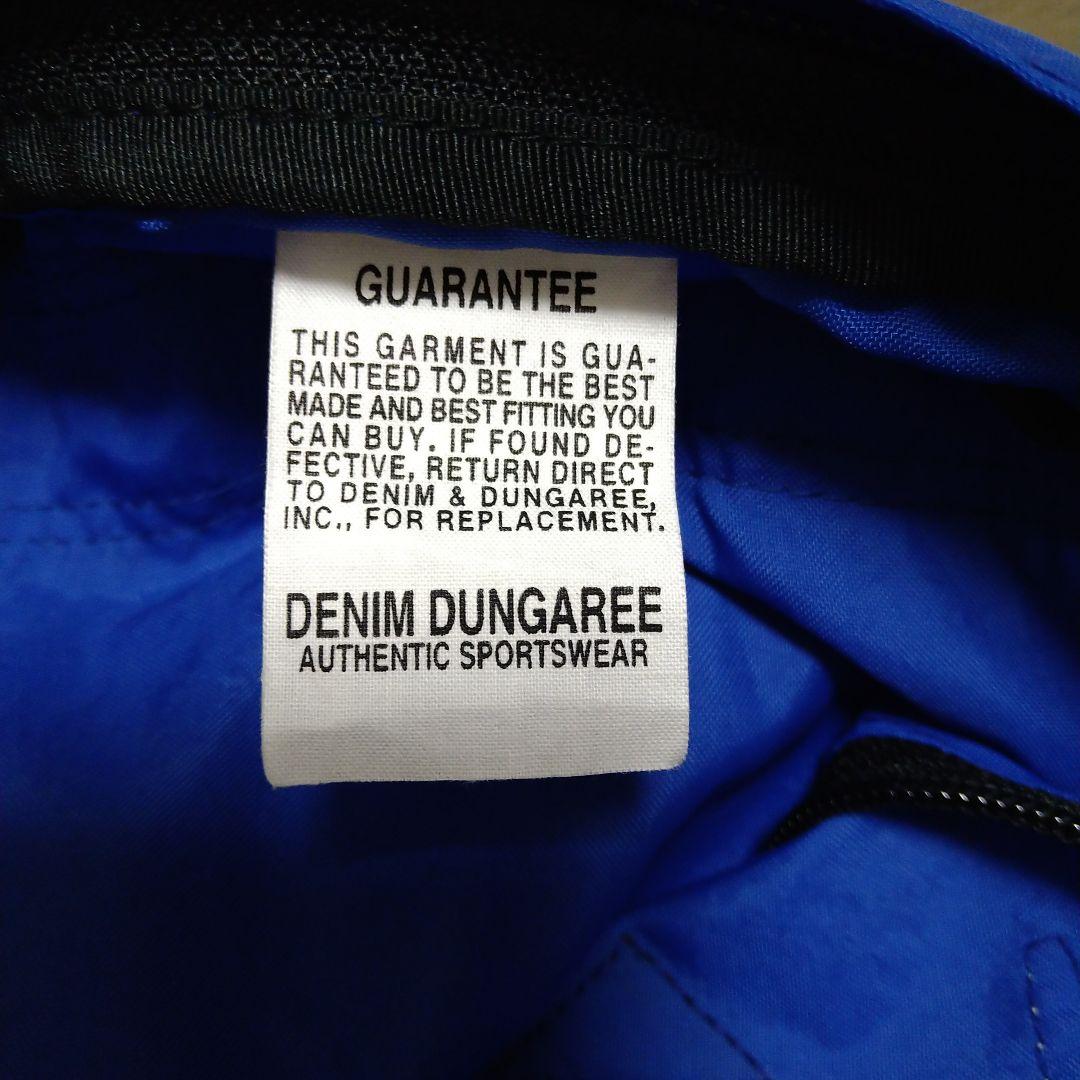 GUARANTEE
THIS GARMENT IS GUA-
RANTEED TO BE THE BEST
MADE AND BEST FITTING YOU
CAN BUY. IF FOUND DE-
FECTIVE, RETURN DIRECT
TO DENIM & DUNGAREE,
INC., FOR REPLACEMENT.
DENIM DUNGAREE
AUTHENTIC SPORTSWEAR